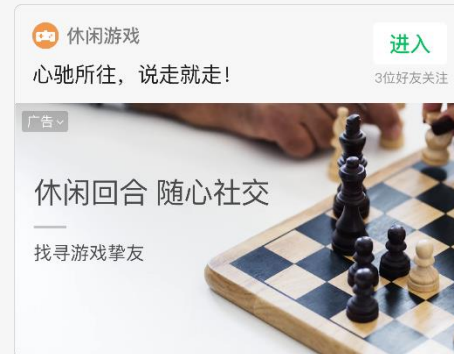 休闲游戏
进入
心驰所往，说走就走！
3位好友关注
广告
休闲回合 随心社交
找寻游戏挚友